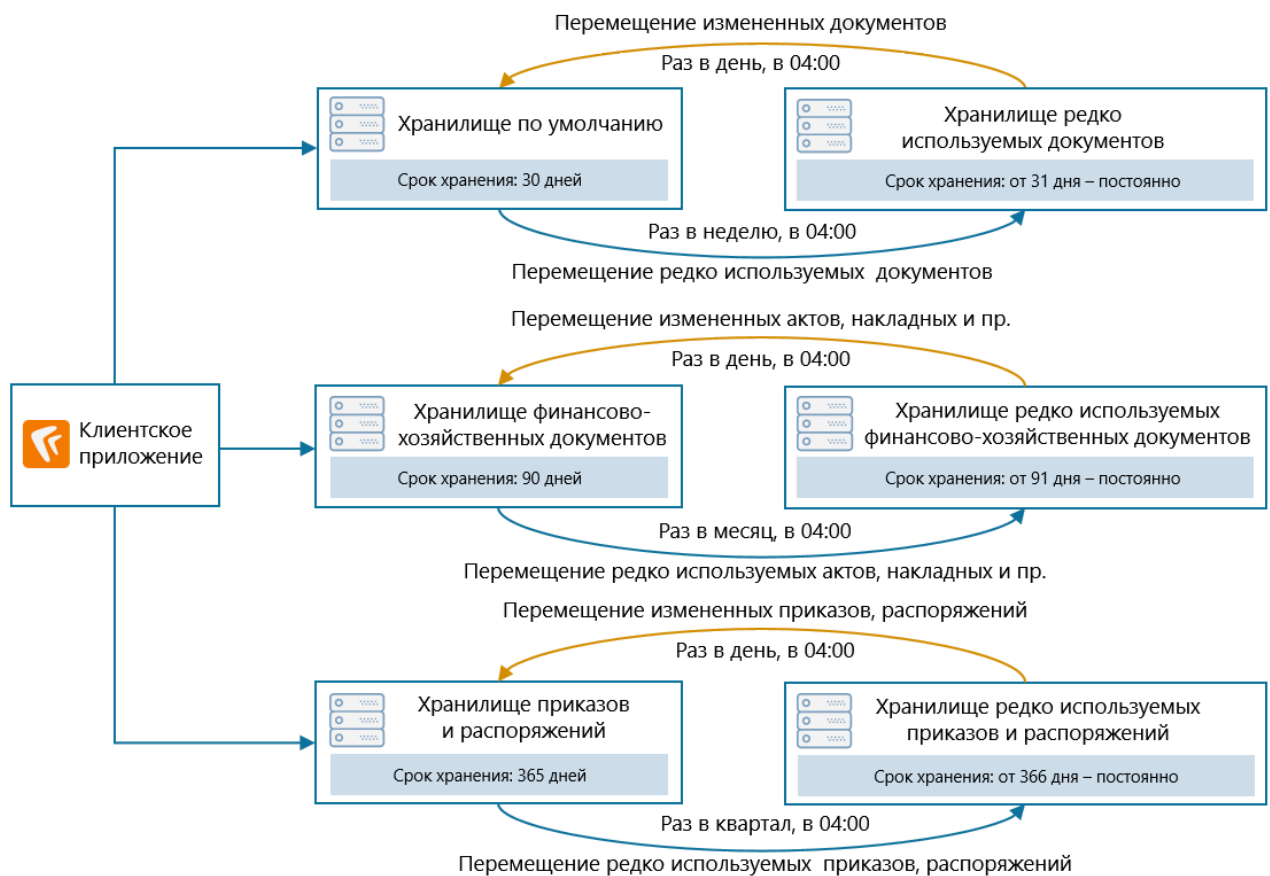 Перемещение измененных документов
Раз в день, в 04:00
Хранилище по умолчанию
Срок хранения: 30 дней
Хранилище редко
используемых документов
Срок хранения: от 31 дня – постоянно
Раз в неделю, в 04:00
Перемещение редко используемых  документов
Перемещение измененных актов, накладных и пр.
Раз в день, в 04:00
Клиентское
приложение
Хранилище финансово-
хозяйственных документов
Срок хранения: 90 дней
Хранилище редко используемых
финансово-хозяйственных документов
Срок хранения: от 91 дня – постоянно
Раз в месяц, в 04:00
Перемещение редко используемых актов, накладных и пр.
Перемещение измененных приказов, распоряжений
Раз в день, в 04:00
Хранилище приказов
и распоряжений
Срок хранения: 365 дней
Хранилище редко используемых
приказов и распоряжений
Срок хранения: от 366 дня – постоянно
Раз в квартал, в 04:00
Перемещение редко используемых  приказов, распоряжений